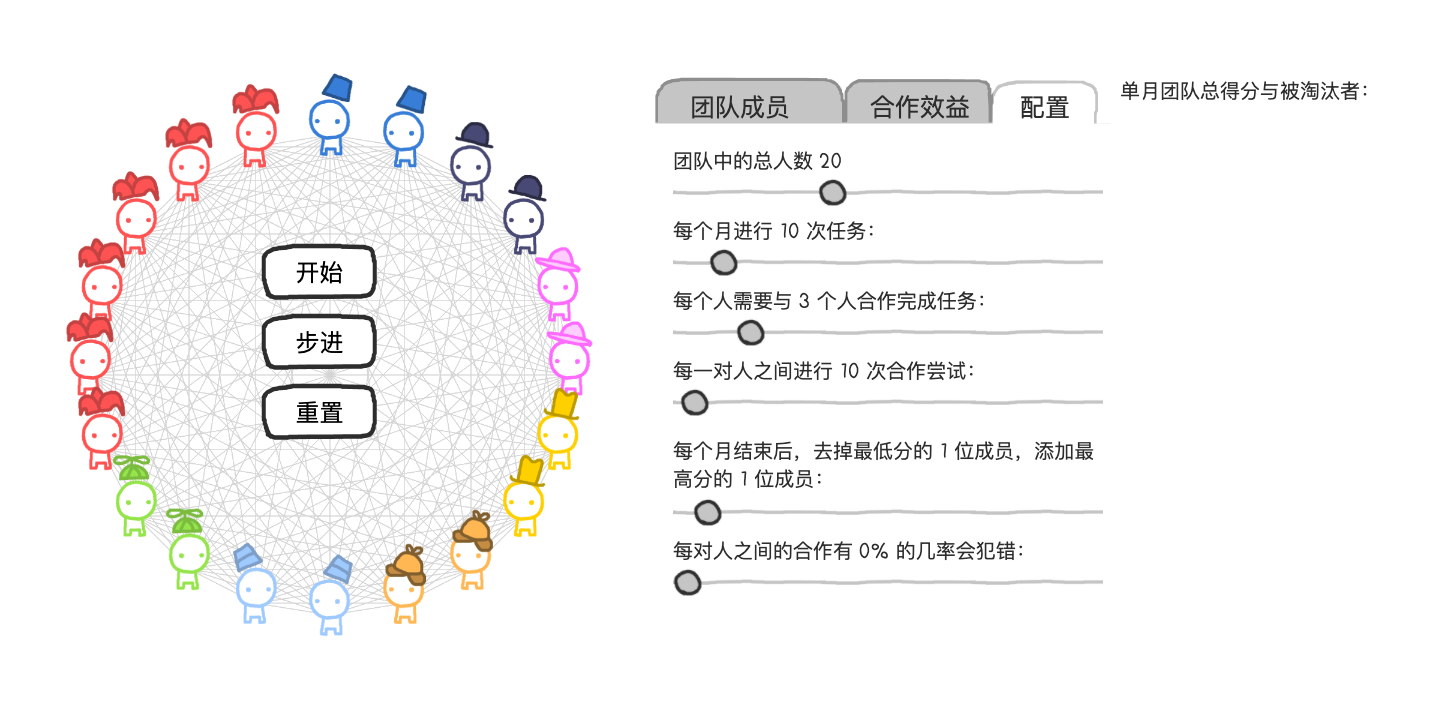 团队成员
合作效益
配置
单月团队总得分与被淘汰者：
团队中的总人数 20
每个月进行 10 次任务：
开始
每个人需要与 3 个人合作完成任务：
步进
每一对人之间进行 10 次合作尝试：
重置
每个月结束后，去掉最低分的 1 位成员，添加最
高分的 1 位成员：
每对人之间的合作有 0% 的几率会犯错：